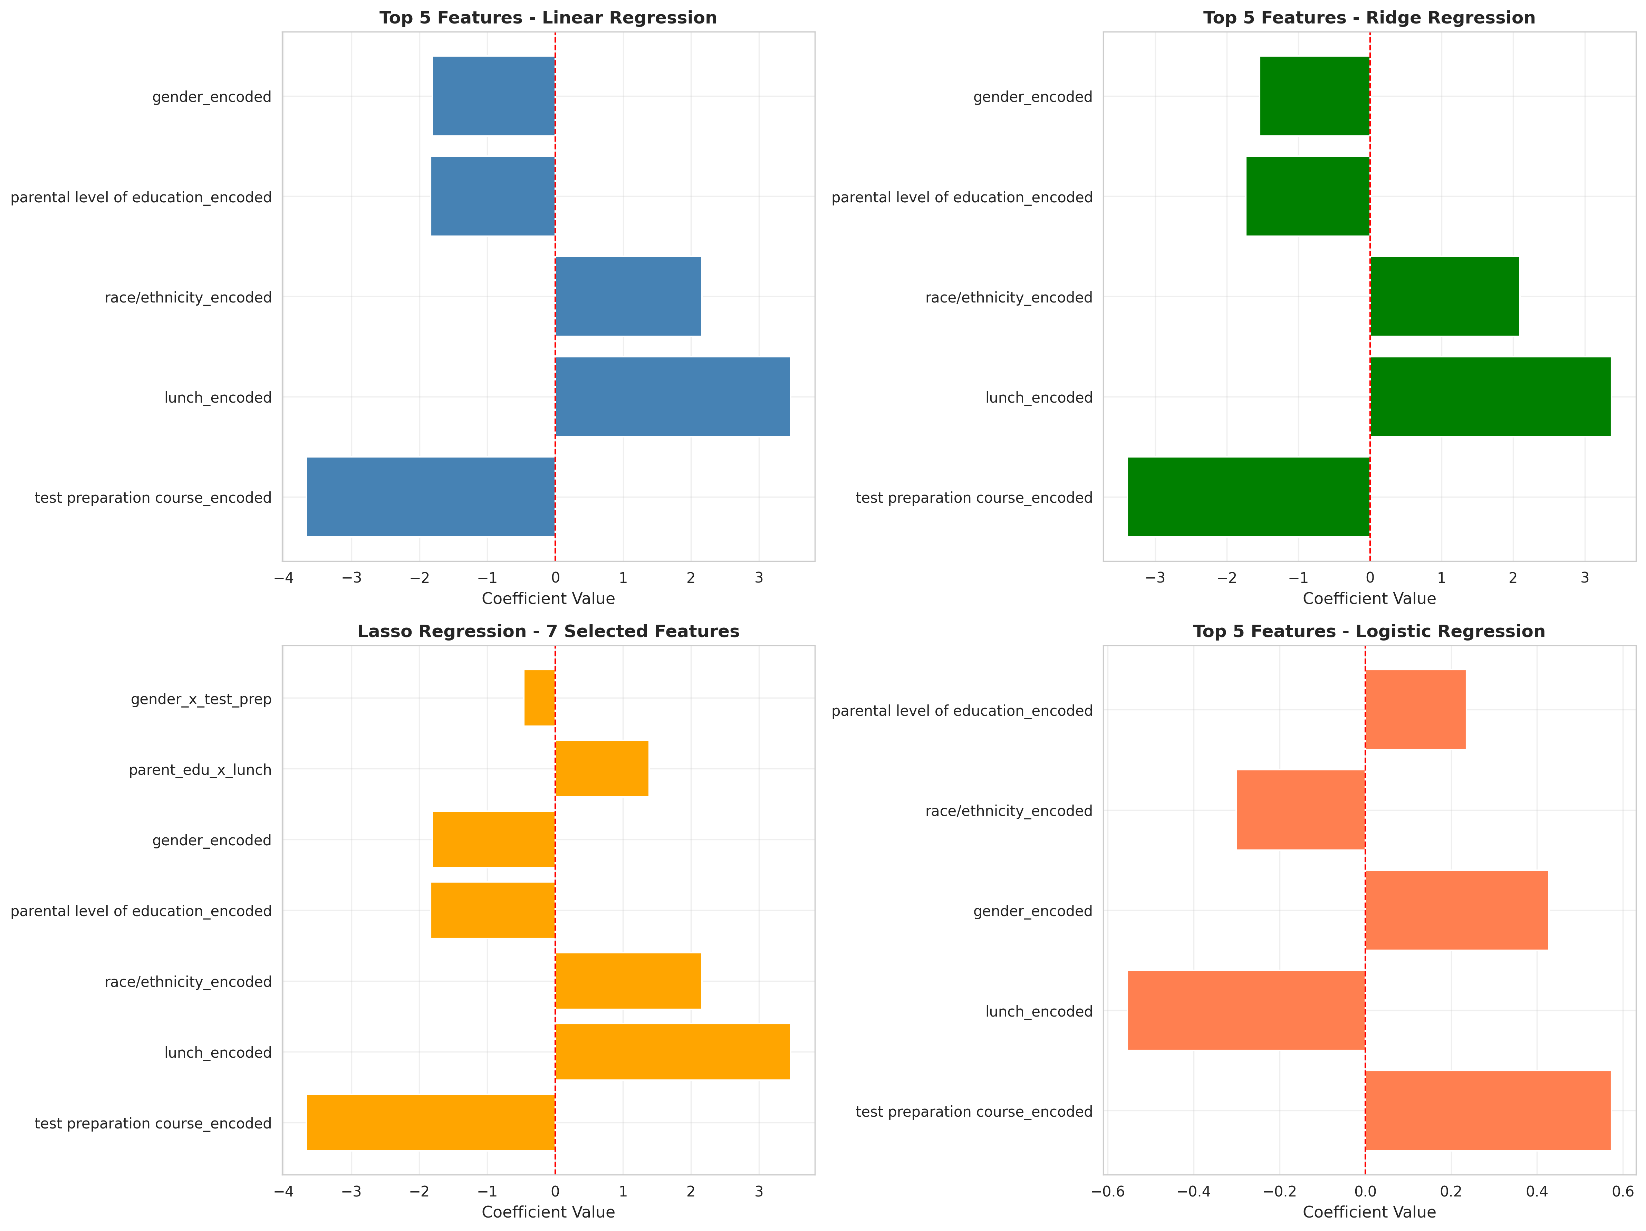 Top 5 Features - Linear Regression
gender_encoded
parental level of education_encoded
race/ethnicity_encoded
lunch_encoded
test preparation course_encoded
−4 −3 −2 −1 0 1 2 3
Coefficient Value
Top 5 Features - Ridge Regression
gender_encoded
parental level of education_encoded
race/ethnicity_encoded
lunch_encoded
test preparation course_encoded
−3 −2 −1 0 1 2 3
Coefficient Value
Lasso Regression - 7 Selected Features
gender_x_test_prep
parent_edu_x_lunch
gender_encoded
parental level of education_encoded
race/ethnicity_encoded
lunch_encoded
test preparation course_encoded
−4 −3 −2 −1 0 1 2 3
Coefficient Value
Top 5 Features - Logistic Regression
parental level of education_encoded
race/ethnicity_encoded
gender_encoded
lunch_encoded
test preparation course_encoded
−0.6 −0.4 −0.2 0.0 0.2 0.4 0.6
Coefficient Value